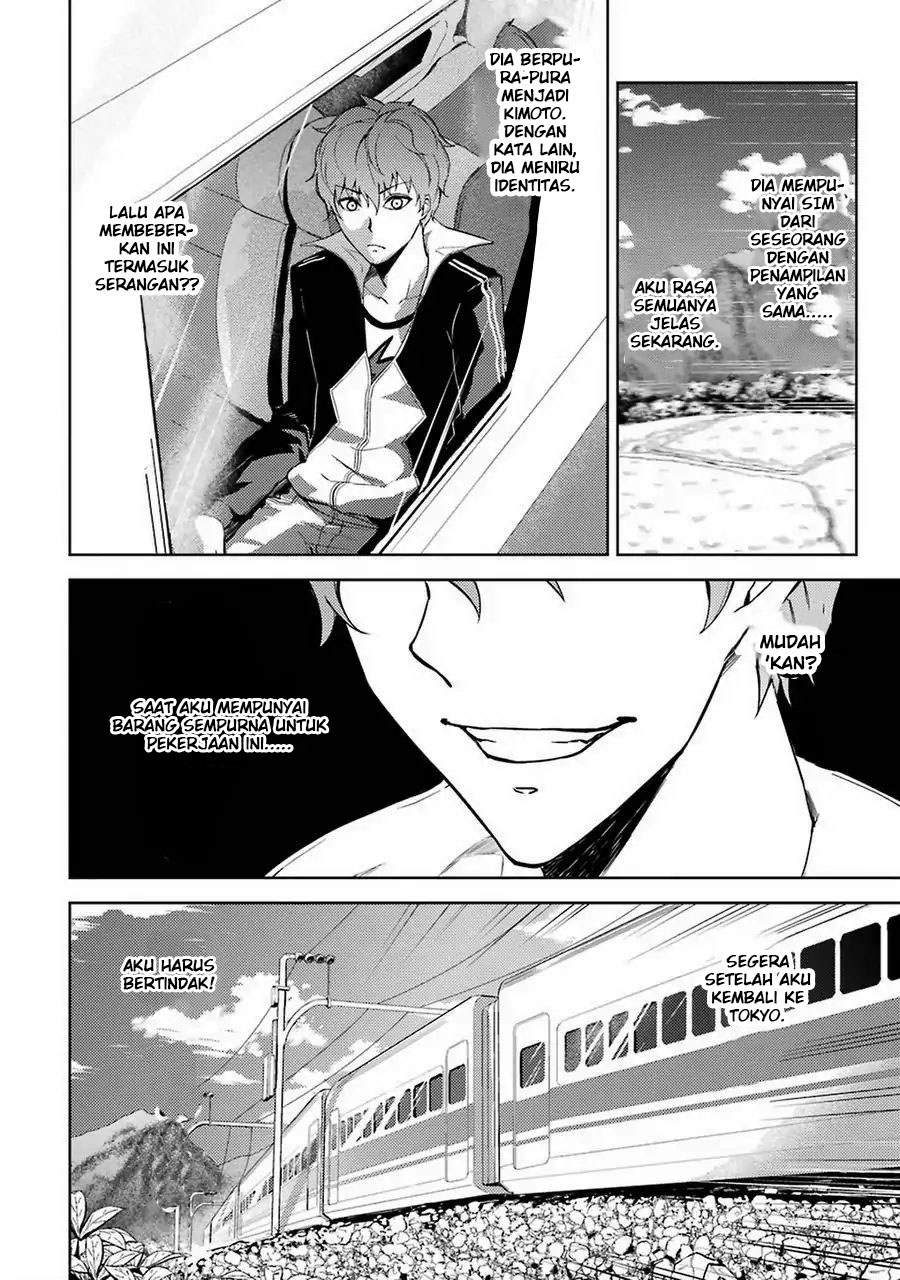 DIA MEMPU-
NYAI SIM
DARI
SESEORANG
DENGAN
PENAMPILAN
YANG
SAMA.....
AKU RASA
SEMUANYA
JELAS
SEKARANG.
DIA BERPU-
RA-PURA
MENJADI
KIMOTO.
DENGAN
KATA LAIN,
DIA MENIRU
IDENTITAS.
LALU APA
MEMBEBER-
KAN INI
TERMASUK
SERANGAN??
MUDAH
'KAN?
SAAT AKU MEMPUNYAI
BARANG SEMPURNA UNTUK
PEKERJAAN INI.....
SEGERA
SETELAH AKU
KEMBALI KE
TOKYO.
AKU HARUS
BERTINDAK!